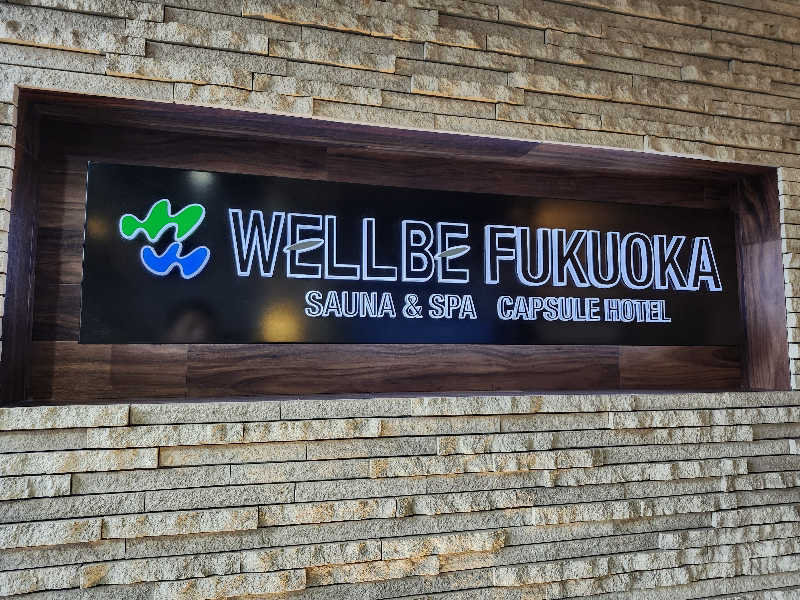 WELLBE FUKUOKA
SAUNA & SPA CAPSULE HOTEL